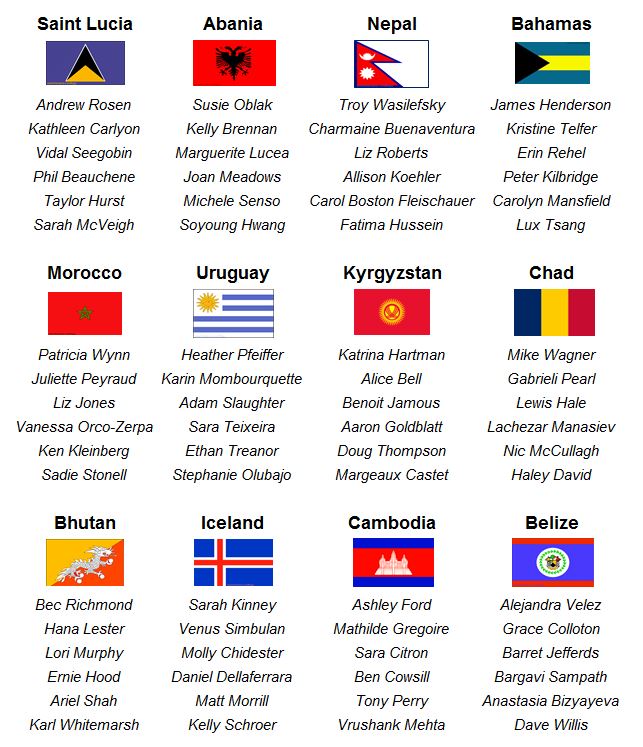 Saint Lucia Abania Nepal Bahamas
Andrew Rosen Susie Oblak Troy Wasilefsky James Henderson
Kathleen Carlyon Kelly Brennan Charmaine Buenaventura Kristine Telfer
Vidal Seegobin Marguerite Lucea Liz Roberts Erin Rehel
Phil Beauchene Joan Meadows Allison Koehler Peter Kilbridge
Taylor Hurst Michele Senso Carol Boston Fleischauer Carolyn Mansfield
Sarah McVeigh Soyoung Hwang Fatima Hussein Lux Tsang
Morocco Uruguay Kyrgyzstan Chad
Patricia Wynn Heather Pfeiffer Katrina Hartman Mike Wagner
Juliette Peyraud Karin Mombourquette Alice Bell Gabrieli Pearl
Liz Jones Adam Slaughter Benoit Jamous Lewis Hale
Vanessa Orco-Zerpa Sara Teixeira Aaron Goldblatt Lachezar Manasiev
Ken Kleinberg Ethan Treanor Doug Thompson Nic McCullagh
Sadie Stonell Stephanie Olubajo Margeaux Castet Haley David
Bhutan Iceland Cambodia Belize
Bec Richmond Sarah Kinney Ashley Ford Alejandra Velez
Hana Lester Venus Simbulan Mathilde Gregoire Grace Colloton
Lori Murphy Molly Chidester Sara Citron Barret Jefferds
Ernie Hood Daniel Dellaferrara Ben Cowsill Bargavi Sampath
Ariel Shah Matt Morrill Tony Perry Anastasia Bizyayeva
Karl Whitemarsh Kelly Schroer Vrushank Mehta Dave Willis